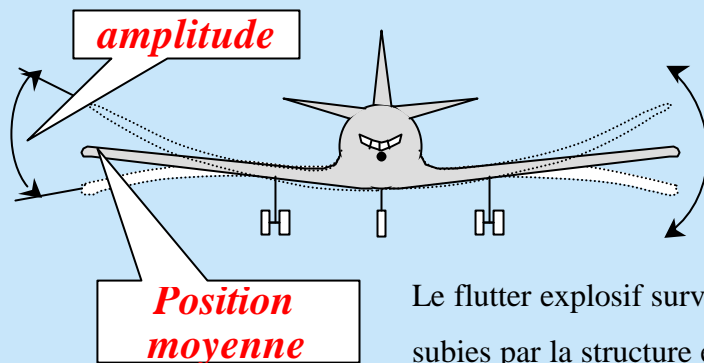 amplitude
Position
moyenne
Le flutter explosif surv
subies par la structure